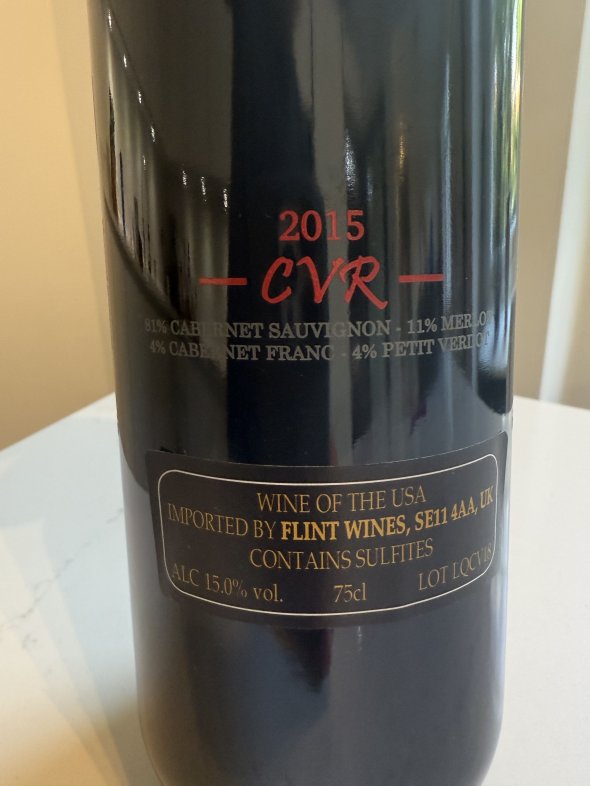 2015
— CVR —
81% CABERNET SAUVIGNON - 11% MERLOT
4% CABERNET FRANC - 4% PETIT VERDOT
WINE OF THE USA
IMPORTED BY FLINT WINES, SE11 4AA, UK
CONTAINS SULFITES
ALC 15.0% vol. 75cl LOT LQCV18